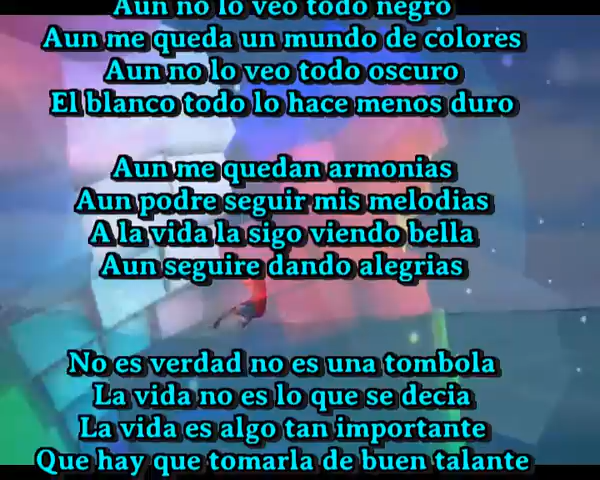 Aun no lo veo todo negro
Aun me queda un mundo de colores
Aun no lo veo todo oscuro
El blanco todo lo hace menos duro
Aun me quedan armonias
Aun podre seguir mis melodias
A la vida la sigo viendo bella
Aun seguire dando alegrias
No es verdad no es una tombola
La vida no es lo que se decia
La vida es algo tan importante
Que hay que tomarla de buen talante